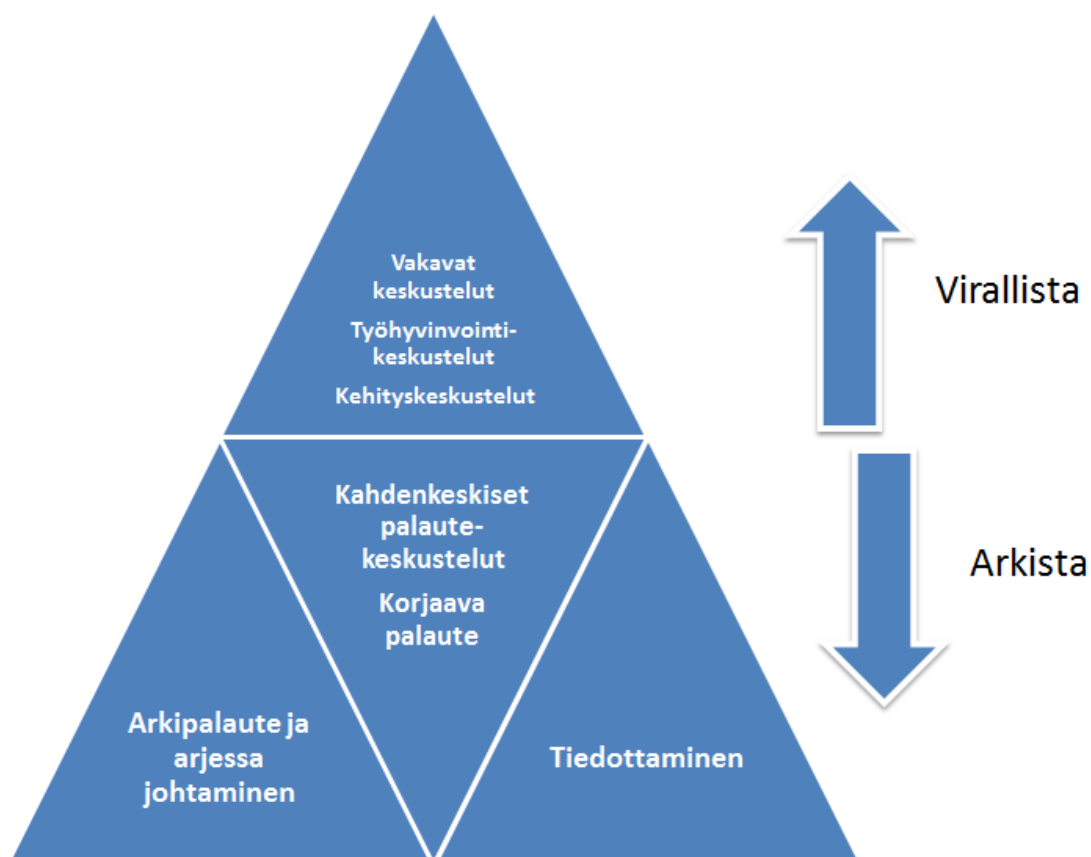 Vakavat
keskustelut
Työhyvinvointi-
keskustelut
Kehityskeskustelut
Virallista
Kahdenkeskiset
palaute-
keskustelut
Korjaava
palaute
Arkista
Arkipalaute ja
arjessa
johtaminen
Tiedottaminen